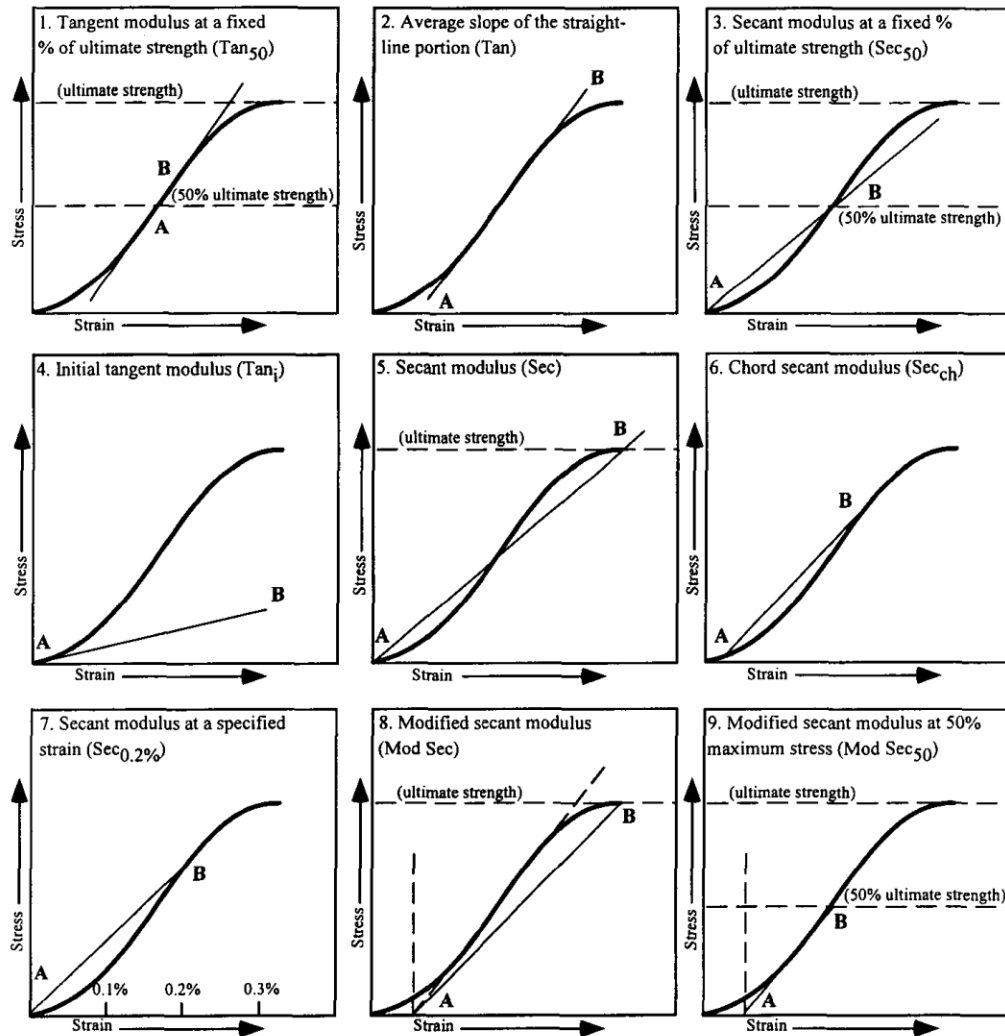 1. Tangent modulus at a fixed
% of ultimate strength (Tan50)
(ultimate strength)
B
(50% ultimate strength)
A
Stress
Strain
2. Average slope of the straight-
line portion (Tan)
B
A
Stress
Strain
3. Secant modulus at a fixed %
of ultimate strength (Sec50)
(ultimate strength)
B
(50% ultimate strength)
A
Stress
Strain
4. Initial tangent modulus (Tani)
B
A
Stress
Strain
5. Secant modulus (Sec)
B
(ultimate strength)
A
Stress
Strain
6. Chord secant modulus (Secch)
B
A
Stress
Strain
7. Secant modulus at a specified
strain (Sec0.2%)
B
A
0.1% 0.2% 0.3%
Stress
Strain
8. Modified secant modulus
(Mod Sec)
(ultimate strength)
B
A
Stress
Strain
9. Modified secant modulus at 50%
maximum stress (Mod Sec50)
(ultimate strength)
(50% ultimate strength)
B
A
Stress
Strain